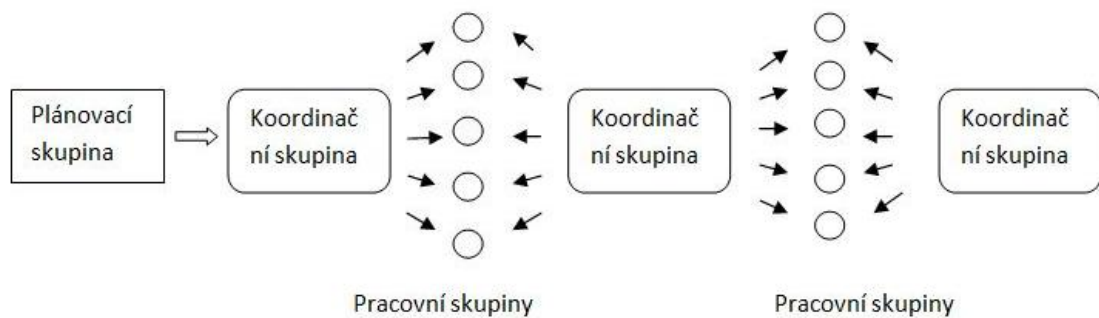 Plánovací
skupina
Koordinač
ní skupina
Koordinač
ní skupina
Koordinač
ní skupina
Pracovní skupiny
Pracovní skupiny